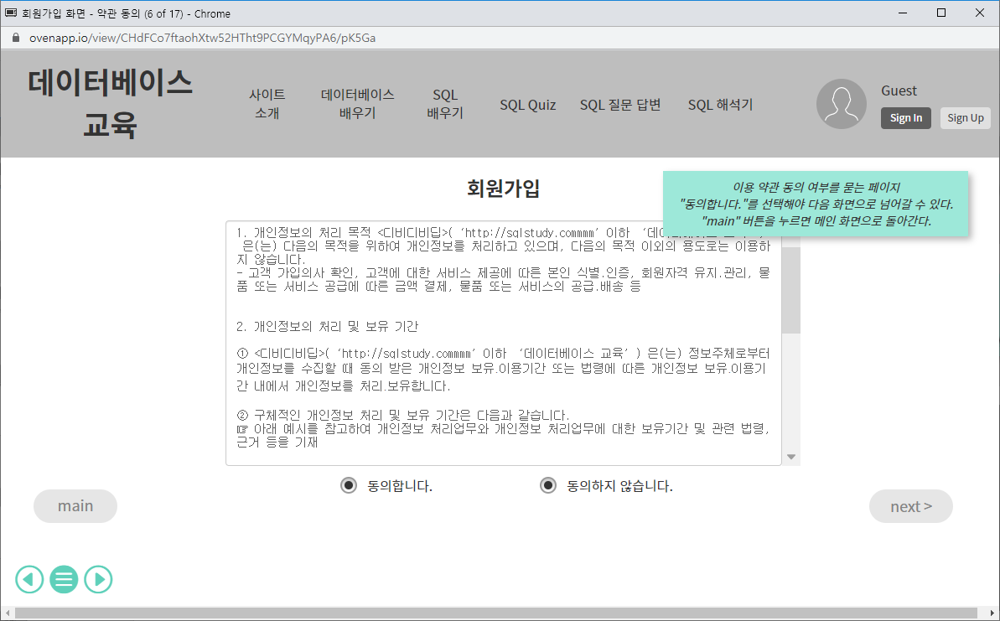 회원가입 화면 - 약관 동의 (6 of 17) - Chrome
ovenapp.io/view/CHdFCo7ftaohXtw52HTht9PCGYMqyPA6/pK5Ga
데이터베이스
교육
사이트
소개
데이터베이스
배우기
SQL
배우기
SQL Quiz
SQL 질문 답변
SQL 해석기
Guest
Sign In
Sign Up
회원가입
이용 약관 동의 여부를 묻는 페이지
"동의합니다."를 선택해야 다음 화면으로 넘어갈 수 있다.
"main" 버튼을 누르면 메인 화면으로 돌아간다.
1. 개인정보의 처리 목적 <디비디비딥>( ‘http://sqlstudy.commmm’ 이하
은(는) 다음의 목적을 위하여 개인정보를 처리하고 있으며, 다음의 목적 이외의 용도로는 이용하
지 않습니다.
- 고객 가입의사 확인, 고객에 대한 서비스 제공에 따른 본인 식별.인증, 회원자격 유지.관리, 물
품 또는 서비스 공급에 따른 금액 결제, 물품 또는 서비스의 공급.배송 등
2. 개인정보의 처리 및 보유 기간
① <디비디비딥>( ‘http://sqlstudy.commmm’ 이하 ‘데이터베이스 교육’ ) 은(는) 정보주체로부터
개인정보를 수집할 때 동의 받은 개인정보 보유.이용기간 또는 법령에 따른 개인정보 보유.이용기
간 내에서 개인정보를 처리.보유합니다.
② 구체적인 개인정보 처리 및 보유 기간은 다음과 같습니다.
☞ 아래 예시를 참고하여 개인정보 처리업무와 개인정보 처리업무에 대한 보유기간 및 관련 법령,
근거 등을 기재
동의합니다.
동의하지 않습니다.
main
next >